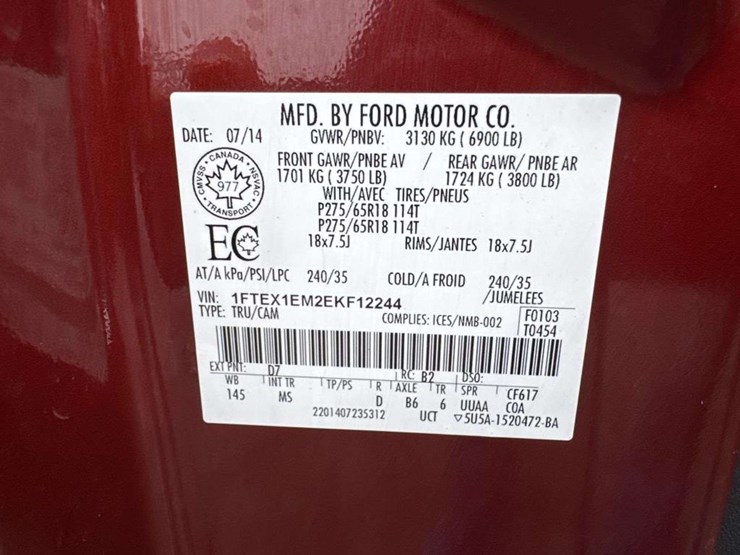 MFD. BY FORD MOTOR CO.
DATE: 07/14 GVWR/PNBV: 3130 KG ( 6900 LB)
FRONT GAWR/PNBE AV / REAR GAWR/ PNBE AR
1701 KG ( 3750 LB) 1724 KG ( 3800 LB)
WITH/AVEC TIRES/PNEUS
P275/65R18 114T
P275/65R18 114T
18x7.5J RIMS/JANTES 18x7.5J
CANADA
CMVSS NSVAC
977
TRANSPORT
EC
AT/A kPa/PSI/LPC 240/35 COLD/A FROID 240/35
/JUMELEES
VIN: 1FTEX1EM2EKF12244
TYPE: TRU/CAM COMPLIES: ICES/NMB-002 F0103
T0454
EXT PNT: D7 RC: B2 DSO:
WB INT TR TP/PS R AXLE TR SPR CF617
145 MS D B6 6 UUAA COA
2201407235312 UCT ▽5U5A-1520472-BA